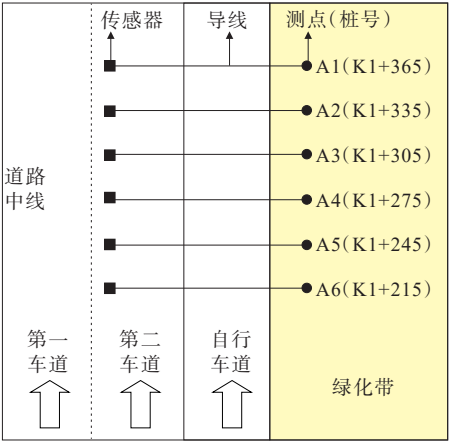 传感器 导线 测点(桩号)
A1(K1+365)
A2(K1+335)
A3(K1+305)
道路
中线
A4(K1+275)
A5(K1+245)
A6(K1+215)
第一
车道
第二
车道
自行
车道
绿化带